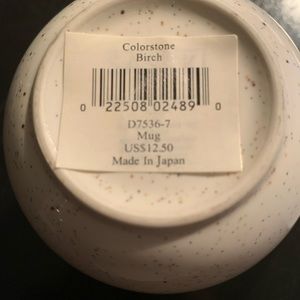 Colorstone
Birch
0 22508 02489 0
D7536-7
Mug
US$12.50
Made In Japan